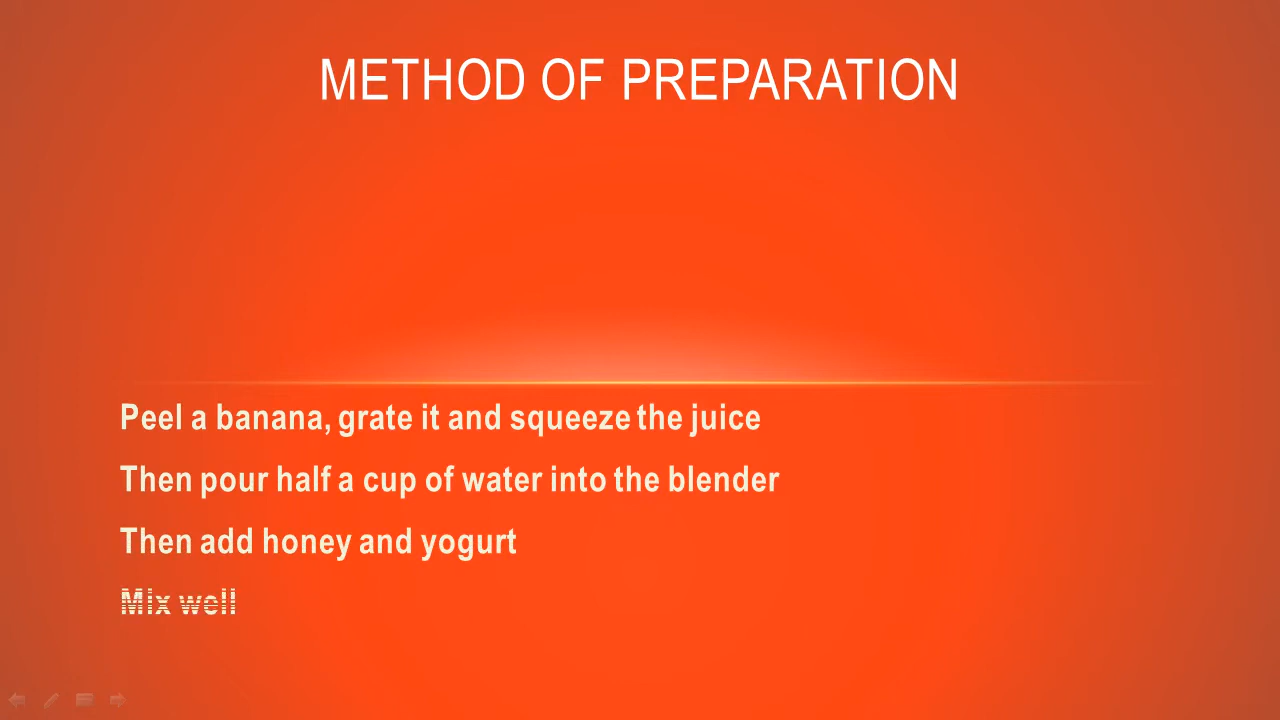 METHOD OF PREPARATION
Peel a banana, grate it and squeeze the juice
Then pour half a cup of water into the blender
Then add honey and yogurt
Mix well